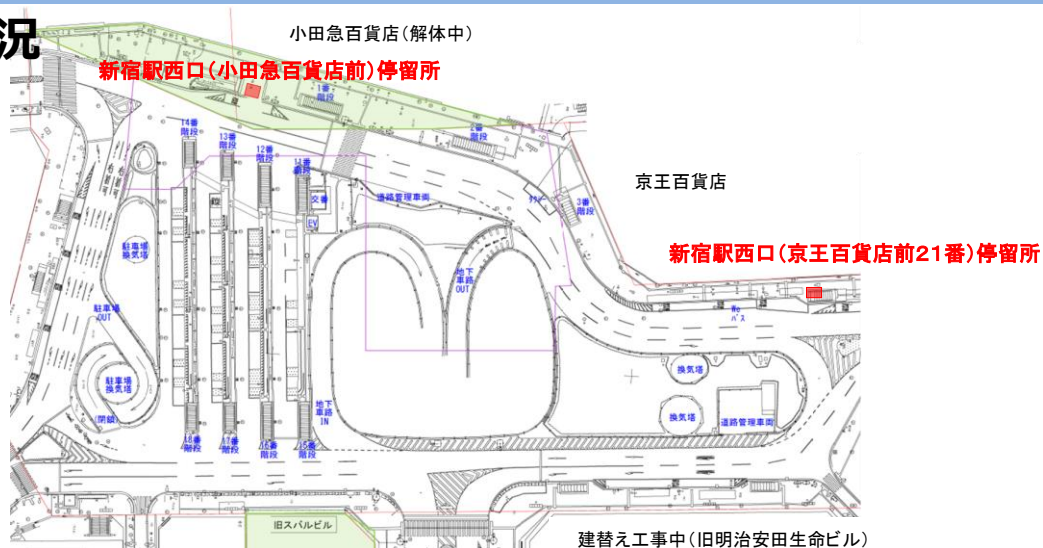 況
小田急百貨店(解体中)
新宿駅西口(小田急百貨店前)停留所
1番
階段
14番
階段
13番
階段
12番
階段
11番
階段
2番
階段
交番
EV
道路管理車両
3番
階段
京王百貨店
新宿駅西口(京王百貨店前21番)停留所
駐車場
換気塔
地下
車路
OUT
駐車場
OUT
We
バス
駐車場
換気塔
(閉鎖)
換気塔
換気塔
道路管理車両
地下
車路
IN
18番
階段
17番
階段
16番
階段
15番
階段
旧スバルビル
建替え工事中(旧明治安田生命ビル)